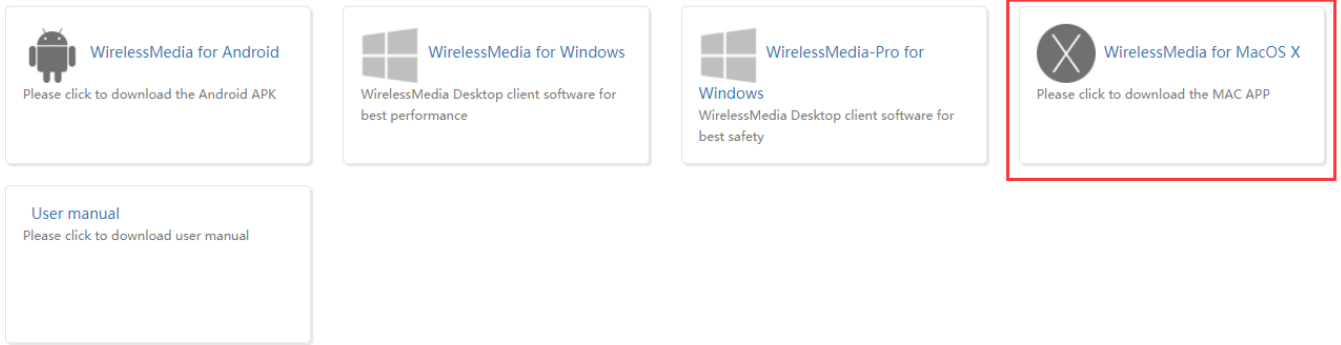 WirelessMedia for Android
Please click to download the Android APK
WirelessMedia for Windows
WirelessMedia Desktop client software for
best performance
WirelessMedia-Pro for
Windows
WirelessMedia Desktop client software for
best safety
WirelessMedia for MacOS X
Please click to download the MAC APP
User manual
Please click to download user manual